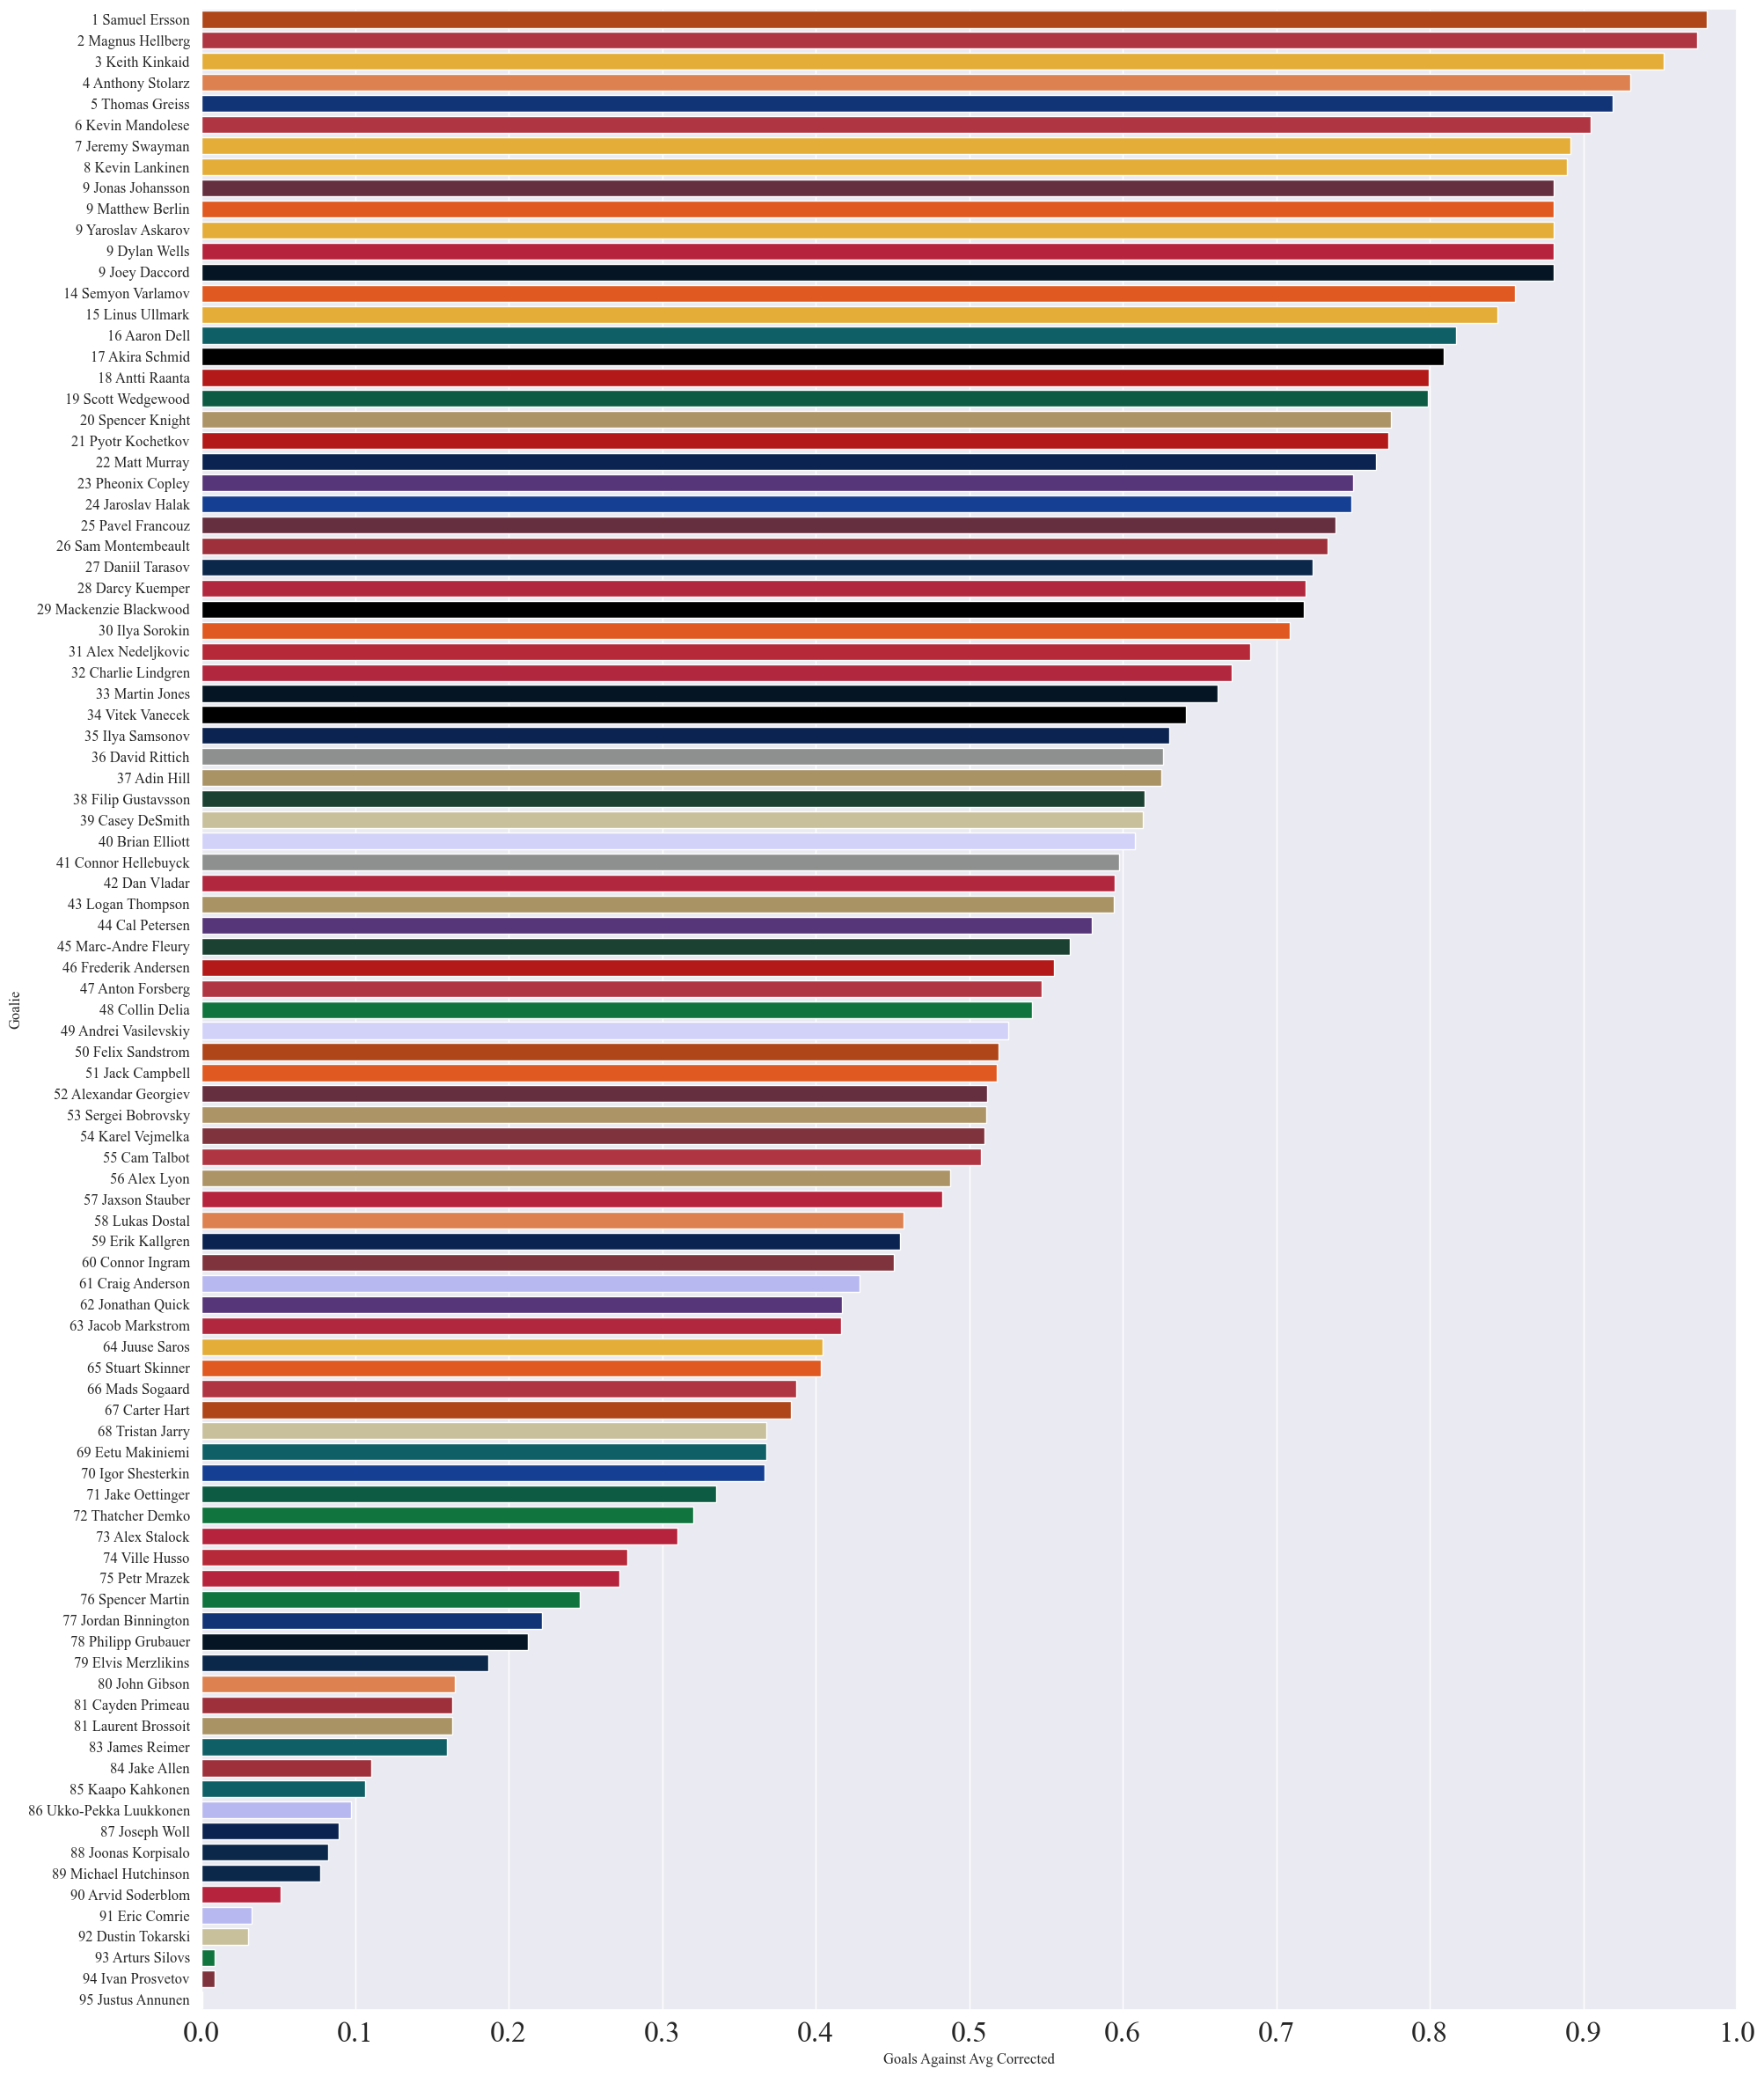 1 Samuel Ersson
2 Magnus Hellberg
3 Keith Kinkaid
4 Anthony Stolarz
5 Thomas Greiss
6 Kevin Mandolese
7 Jeremy Swayman
8 Kevin Lankinen
9 Jonas Johansson
9 Matthew Berlin
9 Yaroslav Askarov
9 Dylan Wells
9 Joey Daccord
14 Semyon Varlamov
15 Linus Ullmark
16 Aaron Dell
17 Akira Schmid
18 Antti Raanta
19 Scott Wedgewood
20 Spencer Knight
21 Pyotr Kochetkov
22 Matt Murray
23 Pheonix Copley
24 Jaroslav Halak
25 Pavel Francouz
26 Sam Montembeault
27 Daniil Tarasov
28 Darcy Kuemper
29 Mackenzie Blackwood
30 Ilya Sorokin
31 Alex Nedeljkovic
32 Charlie Lindgren
33 Martin Jones
34 Vitek Vanecek
35 Ilya Samsonov
36 David Rittich
37 Adin Hill
38 Filip Gustavsson
39 Casey DeSmith
40 Brian Elliott
41 Connor Hellebuyck
42 Dan Vladar
43 Logan Thompson
44 Cal Petersen
45 Marc-Andre Fleury
46 Frederik Andersen
47 Anton Forsberg
48 Collin Delia
49 Andrei Vasilevskiy
50 Felix Sandstrom
51 Jack Campbell
52 Alexandar Georgiev
53 Sergei Bobrovsky
54 Karel Vejmelka
55 Cam Talbot
56 Alex Lyon
57 Jaxson Stauber
58 Lukas Dostal
59 Erik Kallgren
60 Connor Ingram
61 Craig Anderson
62 Jonathan Quick
63 Jacob Markstrom
64 Juuse Saros
65 Stuart Skinner
66 Mads Sogaard
67 Carter Hart
68 Tristan Jarry
69 Eetu Makiniemi
70 Igor Shesterkin
71 Jake Oettinger
72 Thatcher Demko
73 Alex Stalock
74 Ville Husso
75 Petr Mrazek
76 Spencer Martin
77 Jordan Binnington
78 Philipp Grubauer
79 Elvis Merzlikins
80 John Gibson
81 Cayden Primeau
81 Laurent Brossoit
83 James Reimer
84 Jake Allen
85 Kaapo Kahkonen
86 Ukko-Pekka Luukkonen
87 Joseph Woll
88 Joonas Korpisalo
89 Michael Hutchinson
90 Arvid Soderblom
91 Eric Comrie
92 Dustin Tokarski
93 Arturs Silovs
94 Ivan Prosvetov
95 Justus Annunen
Goalie
0.0 0.1 0.2 0.3 0.4 0.5 0.6 0.7 0.8 0.9 1.0
Goals Against Avg Corrected